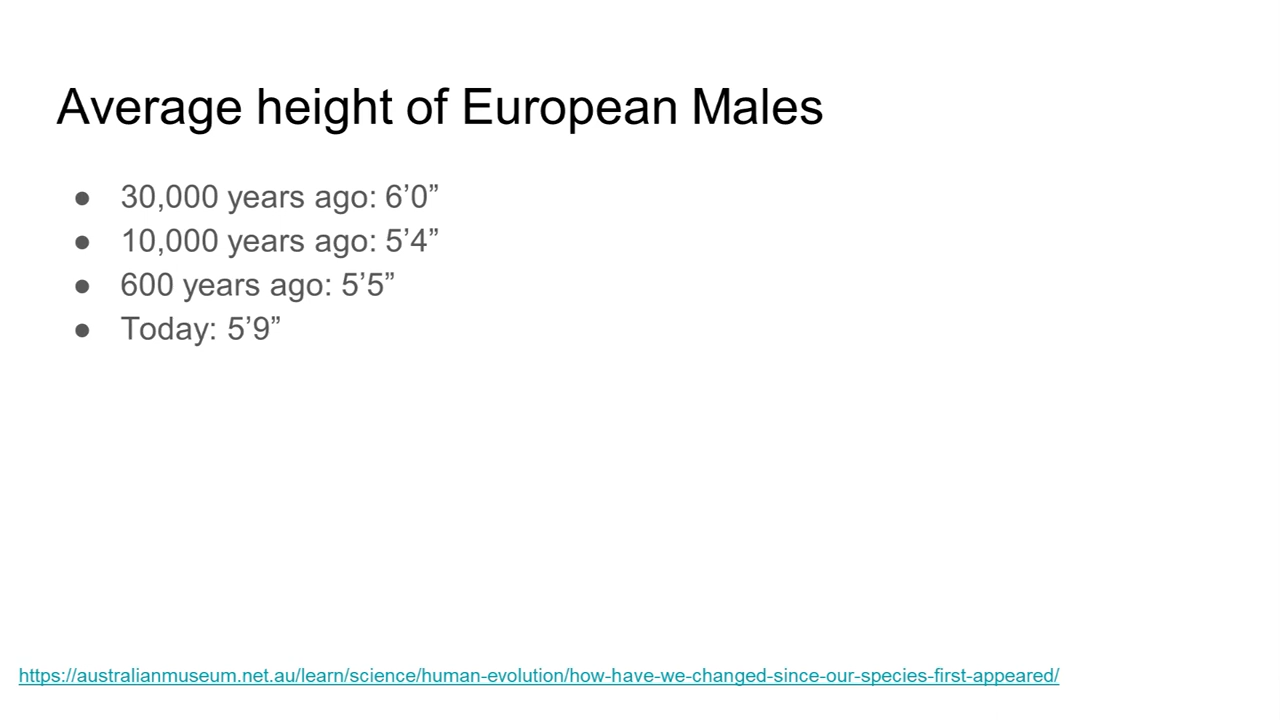 Average height of European Males
● 30,000 years ago: 6’0”
● 10,000 years ago: 5’4”
● 600 years ago: 5’5”
● Today: 5’9”
https://australianmuseum.net.au/learn/science/human-evolution/how-have-we-changed-since-our-species-first-appeared/